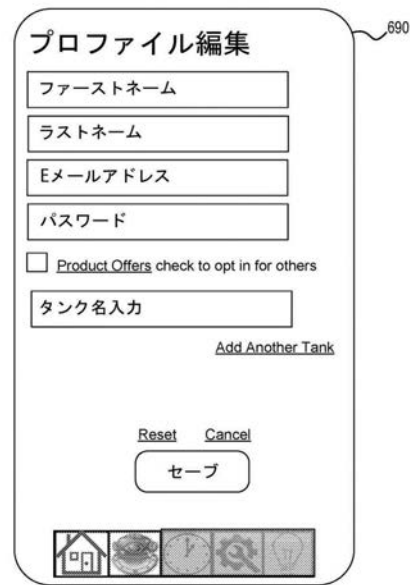 プロファイル編集
690
ファーストネーム
ラストネーム
Eメールアドレス
パスワード
Product Offers check to opt in for others
タンク名入力
Add Another Tank
Reset Cancel
セーブ